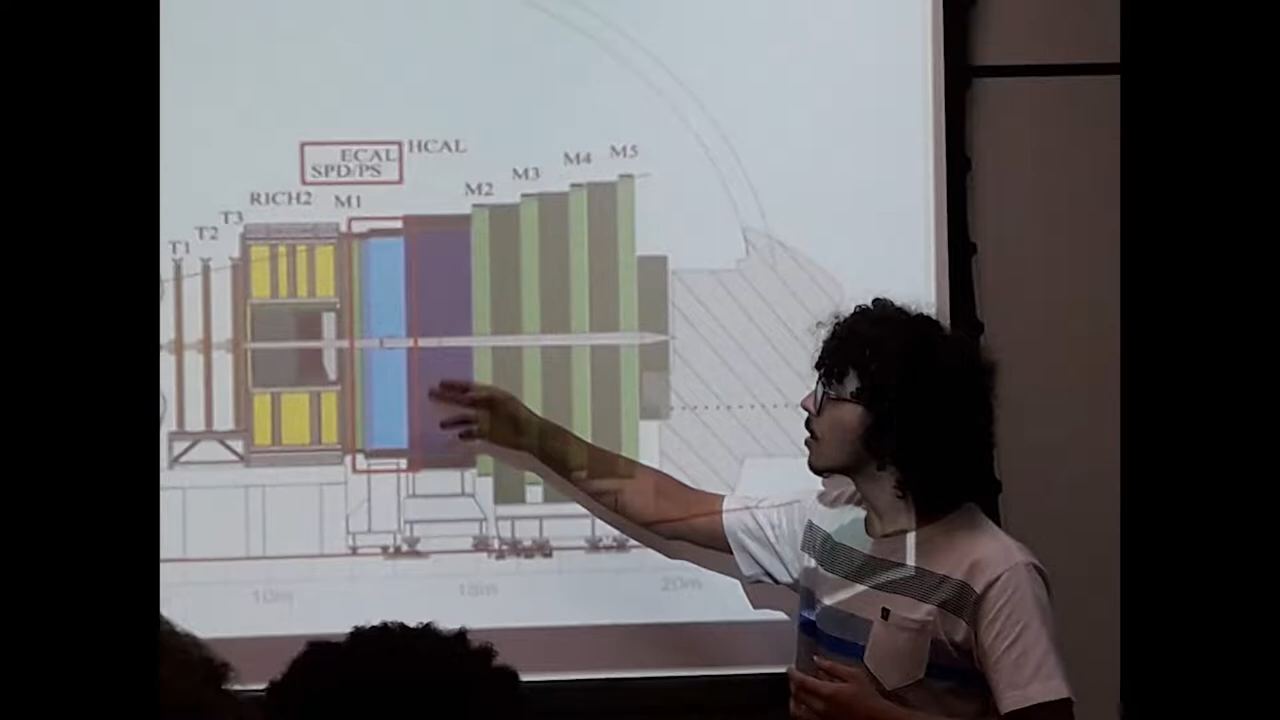 ECAL HCAL
SPD/PS
M4 M5
M3
M2
RICH2 M1
T3
T2
T1
10m 15m 20m